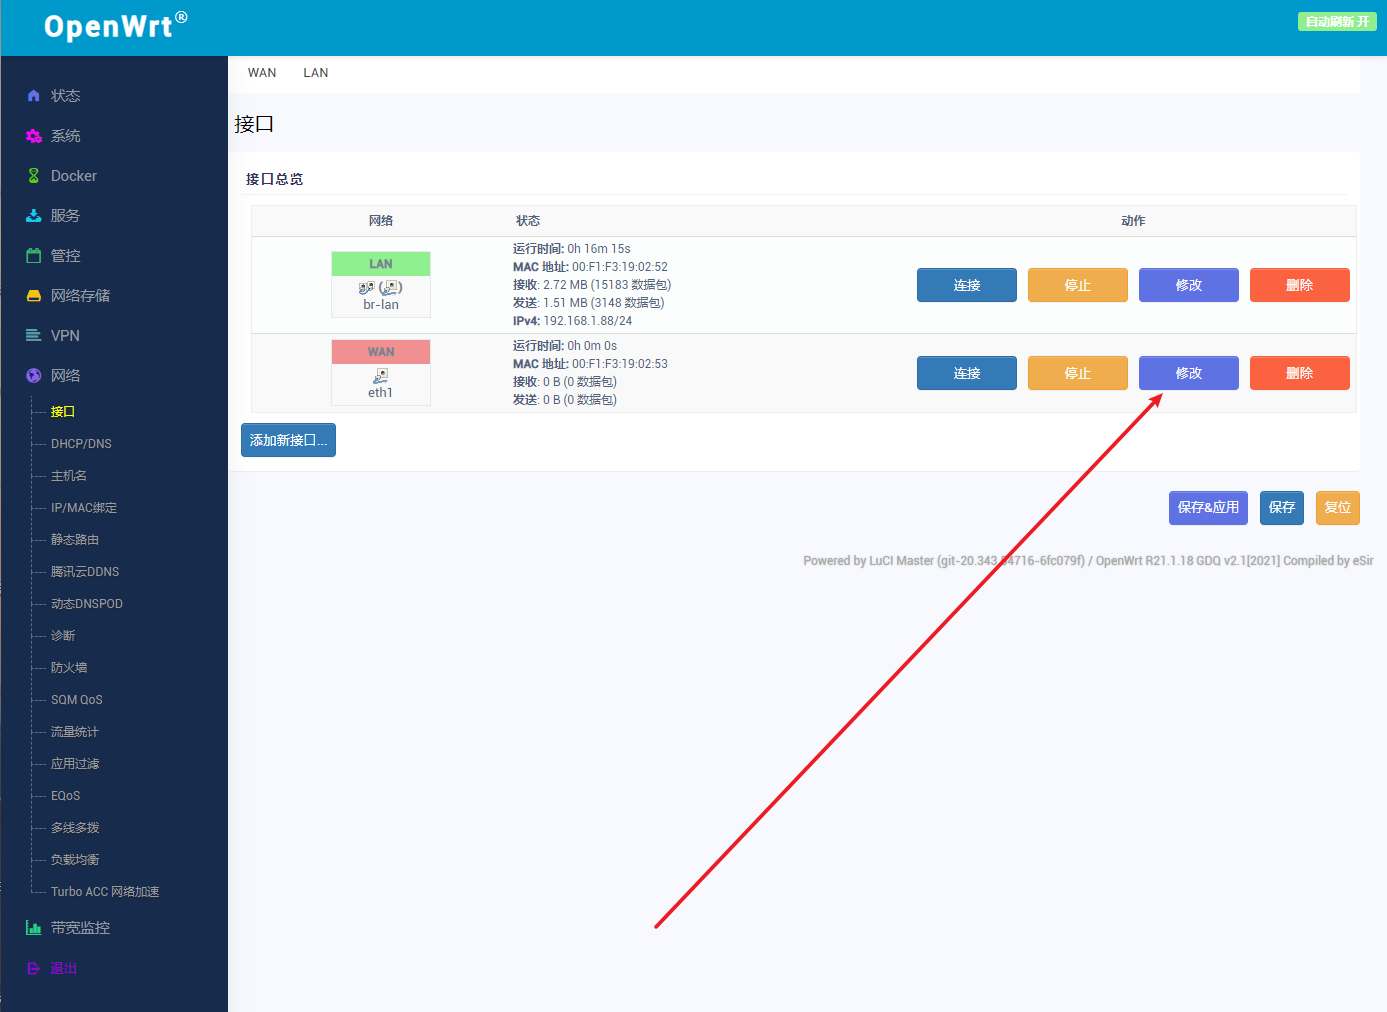 OpenWrt®
自动刷新 开
状态
系统
Docker
服务
管控
网络存储
VPN
网络
接口
DHCP/DNS
主机名
IP/MAC绑定
静态路由
腾讯云DDNS
动态DNSPOD
诊断
防火墙
SQM QoS
流量统计
应用过滤
EQoS
多线多拨
负载均衡
Turbo ACC 网络加速
带宽监控
退出
WAN LAN
接口
接口总览
网络 状态 动作
LAN
br-lan
运行时间: 0h 16m 15s
MAC 地址: 00:F1:F3:19:02:52
接收: 2.72 MB (15183 数据包)
发送: 1.51 MB (3148 数据包)
IPv4: 192.168.1.88/24
连接 停止 修改 删除
WAN
eth1
运行时间: 0h 0m 0s
MAC 地址: 00:F1:F3:19:02:53
接收: 0 B (0 数据包)
发送: 0 B (0 数据包)
连接 停止 修改 删除
添加新接口...
保存&应用 保存 复位
Powered by LuCI Master (git-20.343.54716-6fc079f) / OpenWrt R21.1.18 GDQ v2.1[2021] Compiled by eSir